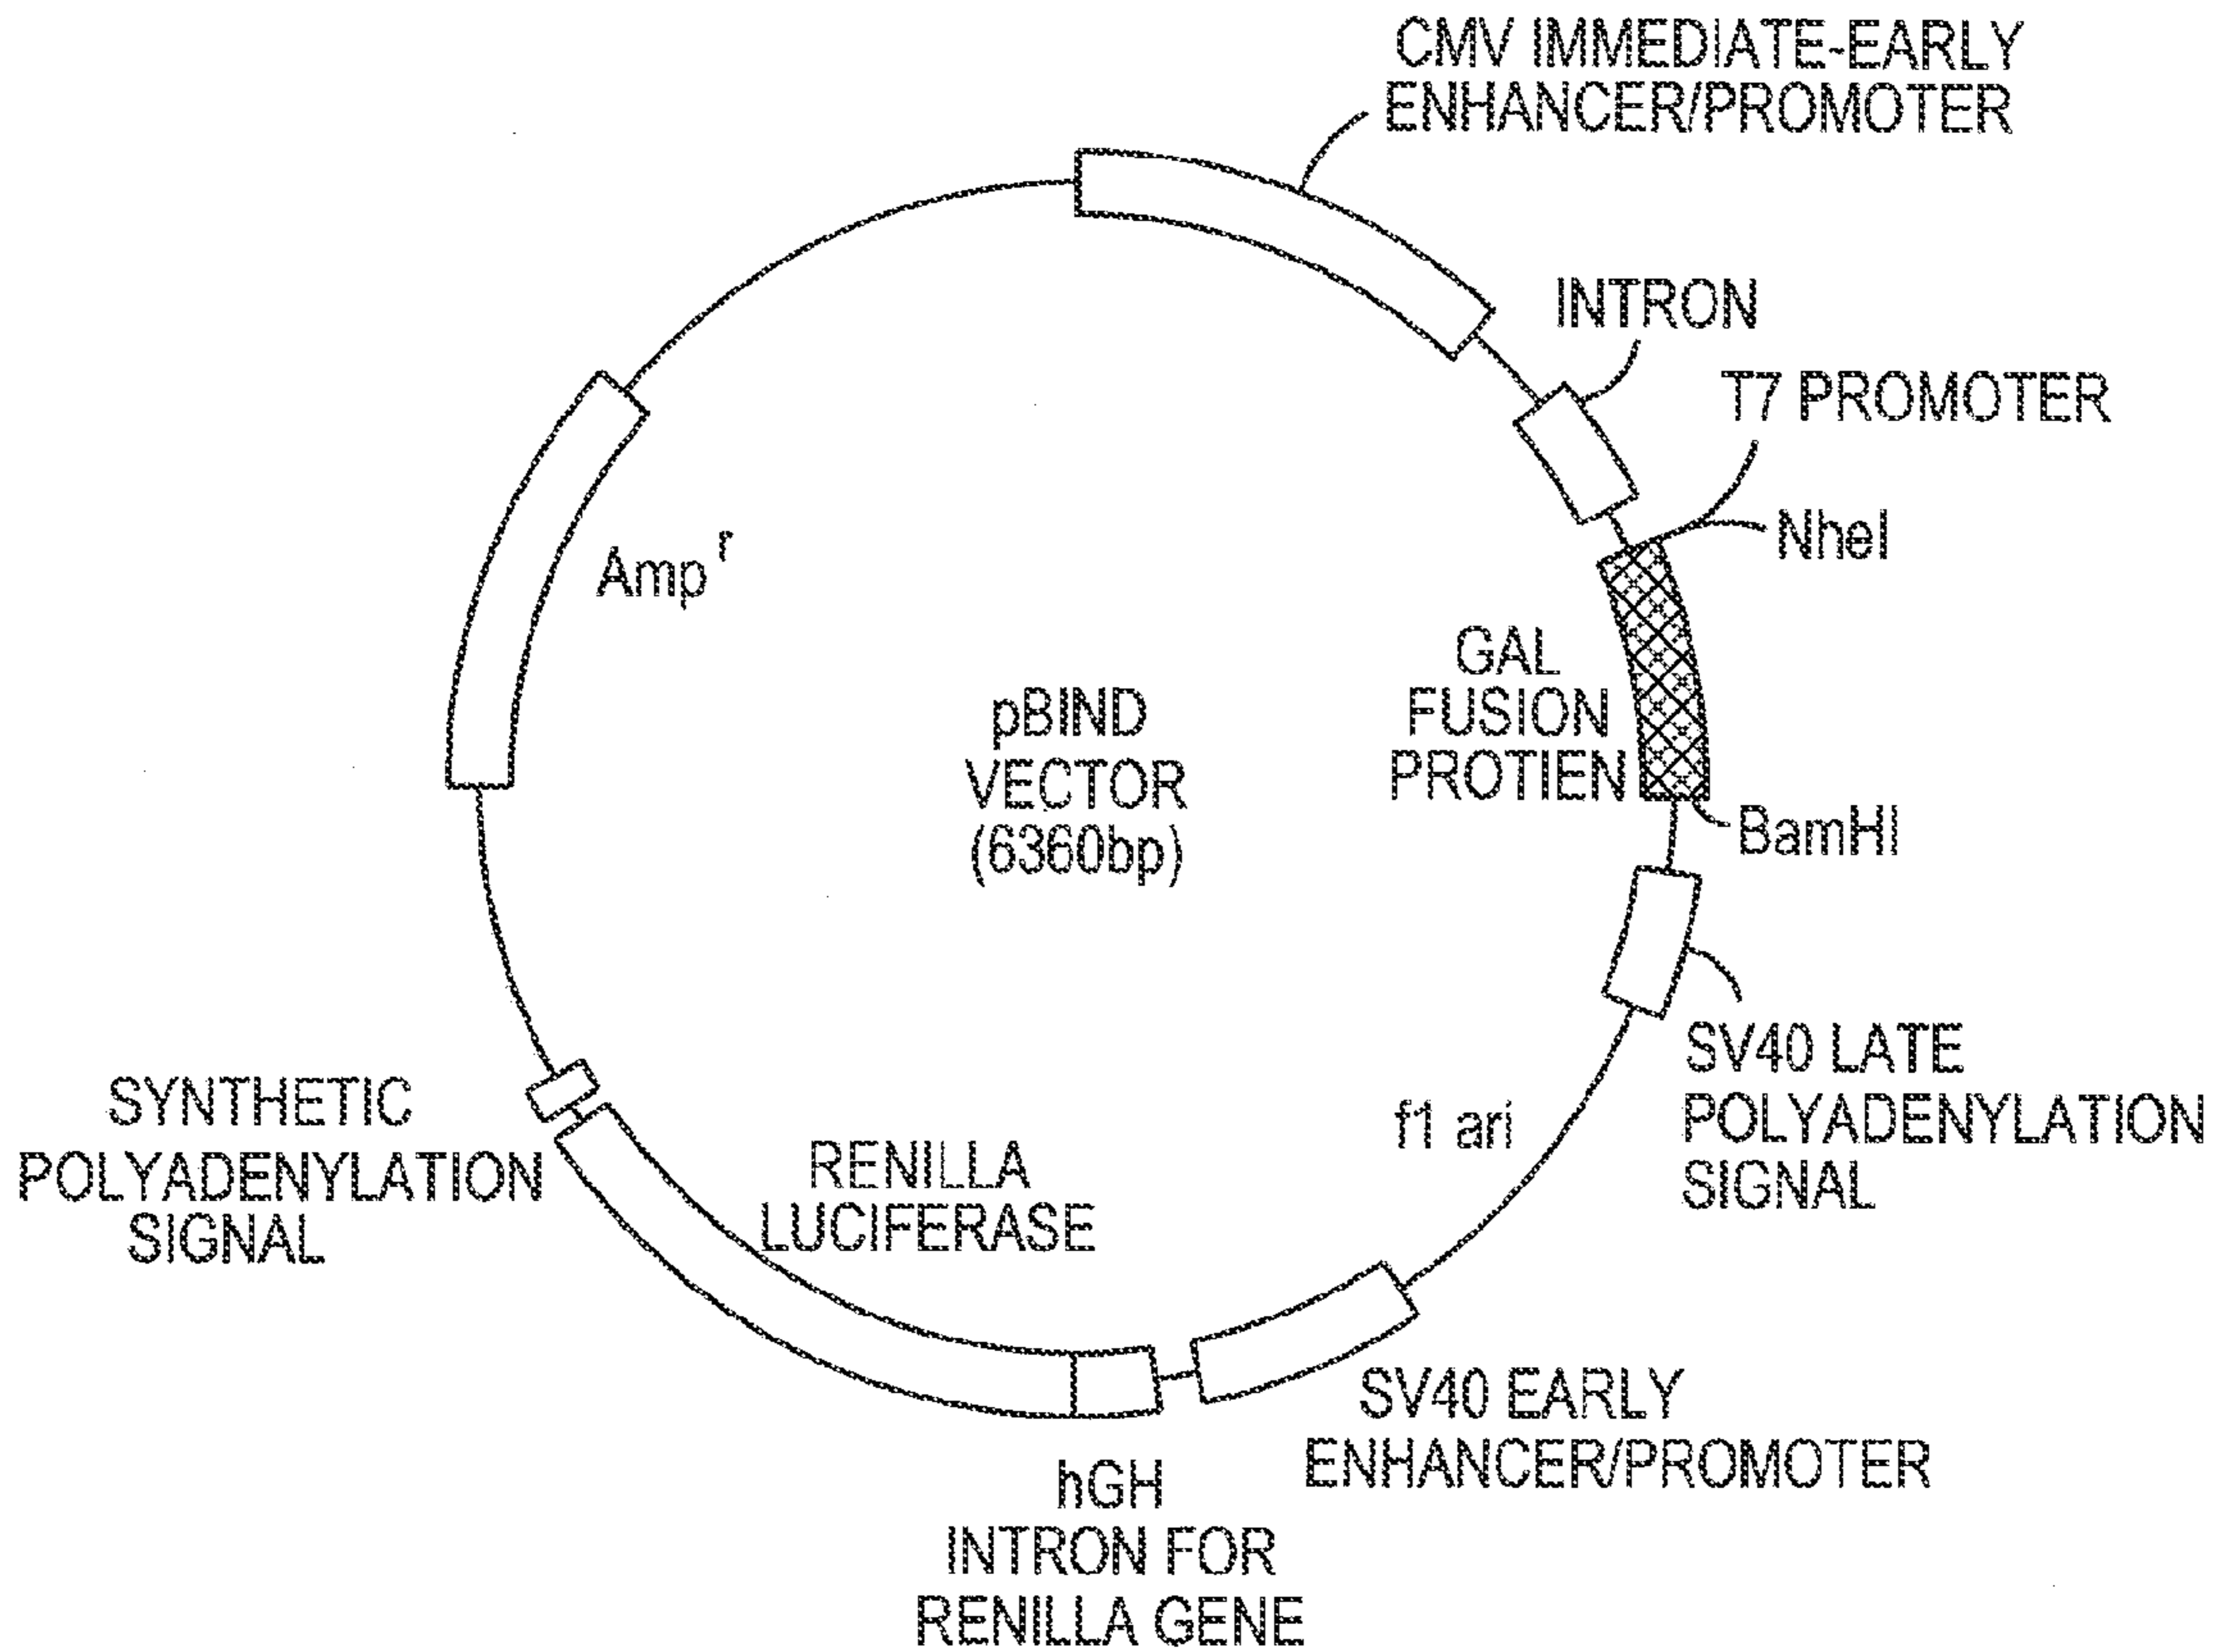 CMV IMMEDIATE-EARLY
ENHANCER/PROMOTER
INTRON
T7 PROMOTER
NheI
Amp r
GAL
FUSION
PROTIEN
pBIND
VECTOR
(6360bp)
BamHI
SV40 LATE
POLYADENYLATION
SIGNAL
f1 ari
SYNTHETIC
POLYADENYLATION
SIGNAL
RENILLA
LUCIFERASE
SV40 EARLY
ENHANCER/PROMOTER
hGH
INTRON FOR
RENILLA GENE